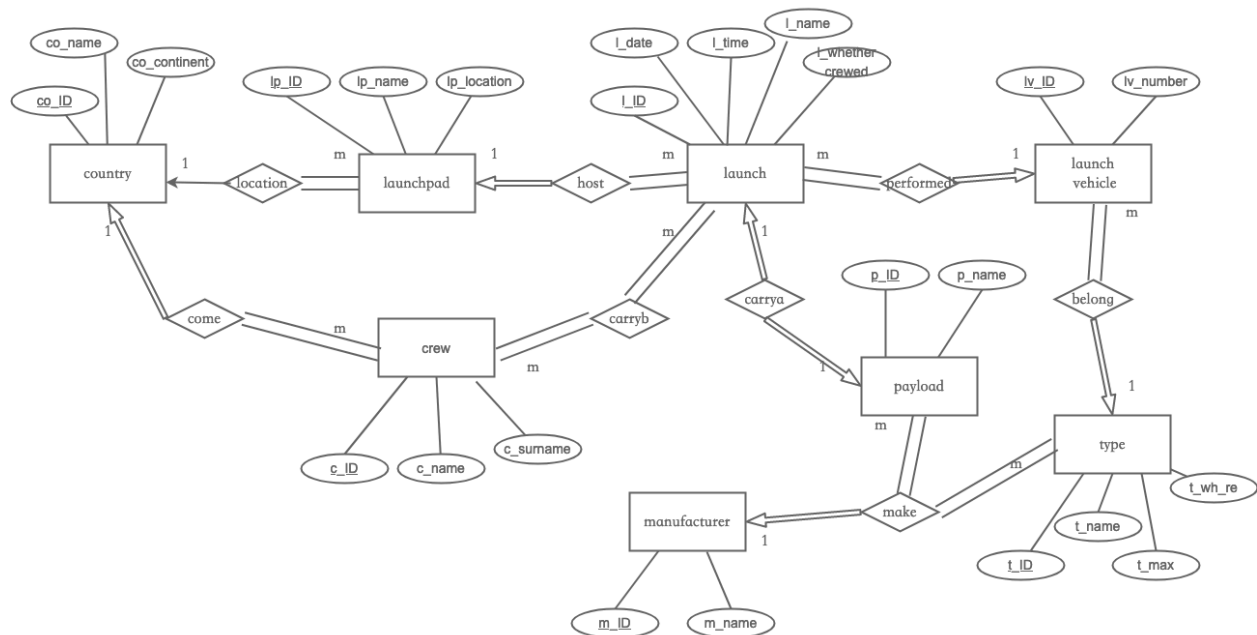 l_name
co_name
l_date
l_time
co_continent
l_whether
crewed
lp_ID
lp_name
lp_location
lv_ID
lv_number
co_ID
l_ID
1
m
1
m
m
1
country
location
launchpad
host
launch
performed
launch
vehicle
m
1
m
1
p_ID
p_name
come
carryb
carrya
belong
m
crew
m
1
payload
1
m
type
c_surname
m
c_ID
c_name
t_wh_re
manufacturer
make
t_name
1
t_ID
t_max
m_ID
m_name